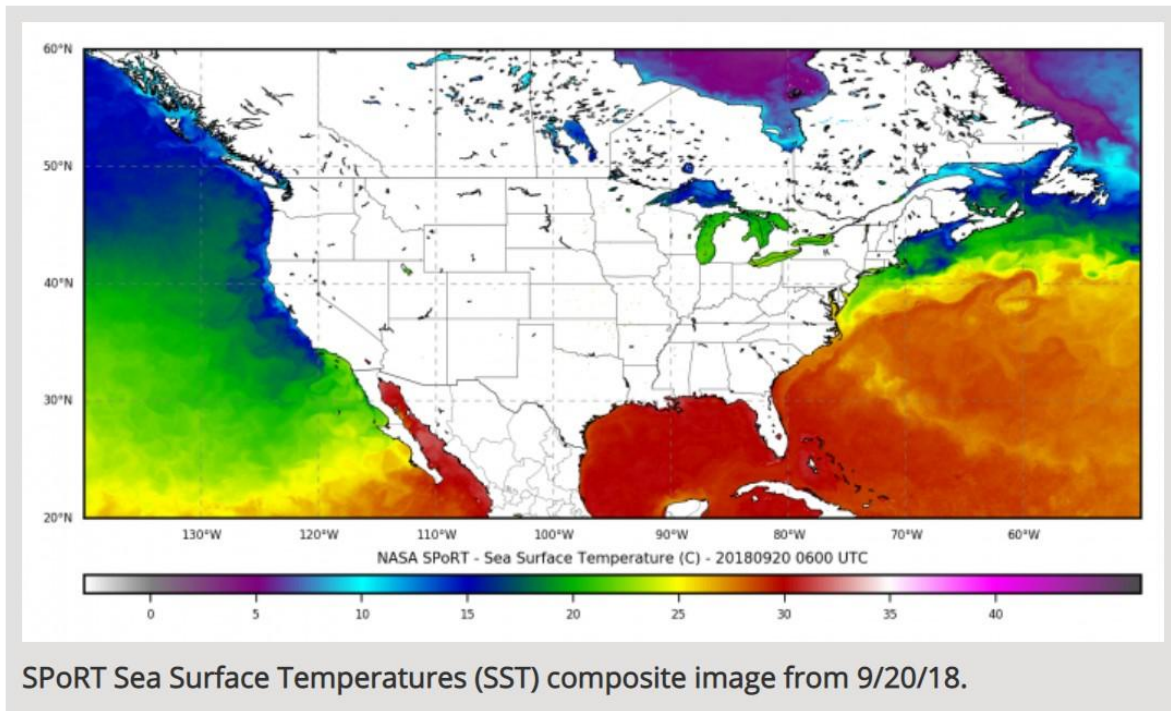 60°N
50°N
40°N
30°N
20°N
130°W 120°W 110°W 100°W 90°W 80°W 70°W 60°W
NASA SPoRT - Sea Surface Temperature (C) - 20180920 0600 UTC
0 5 10 15 20 25 30 35 40
SPoRT Sea Surface Temperatures (SST) composite image from 9/20/18.